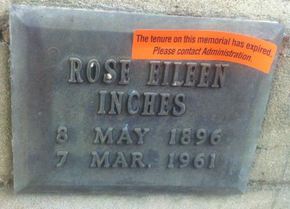 The tenure on this memorial has expired
Please contact Administration.
ROSE EILEEN
INCHES
8 MAY 1896
7 MAR. 1961